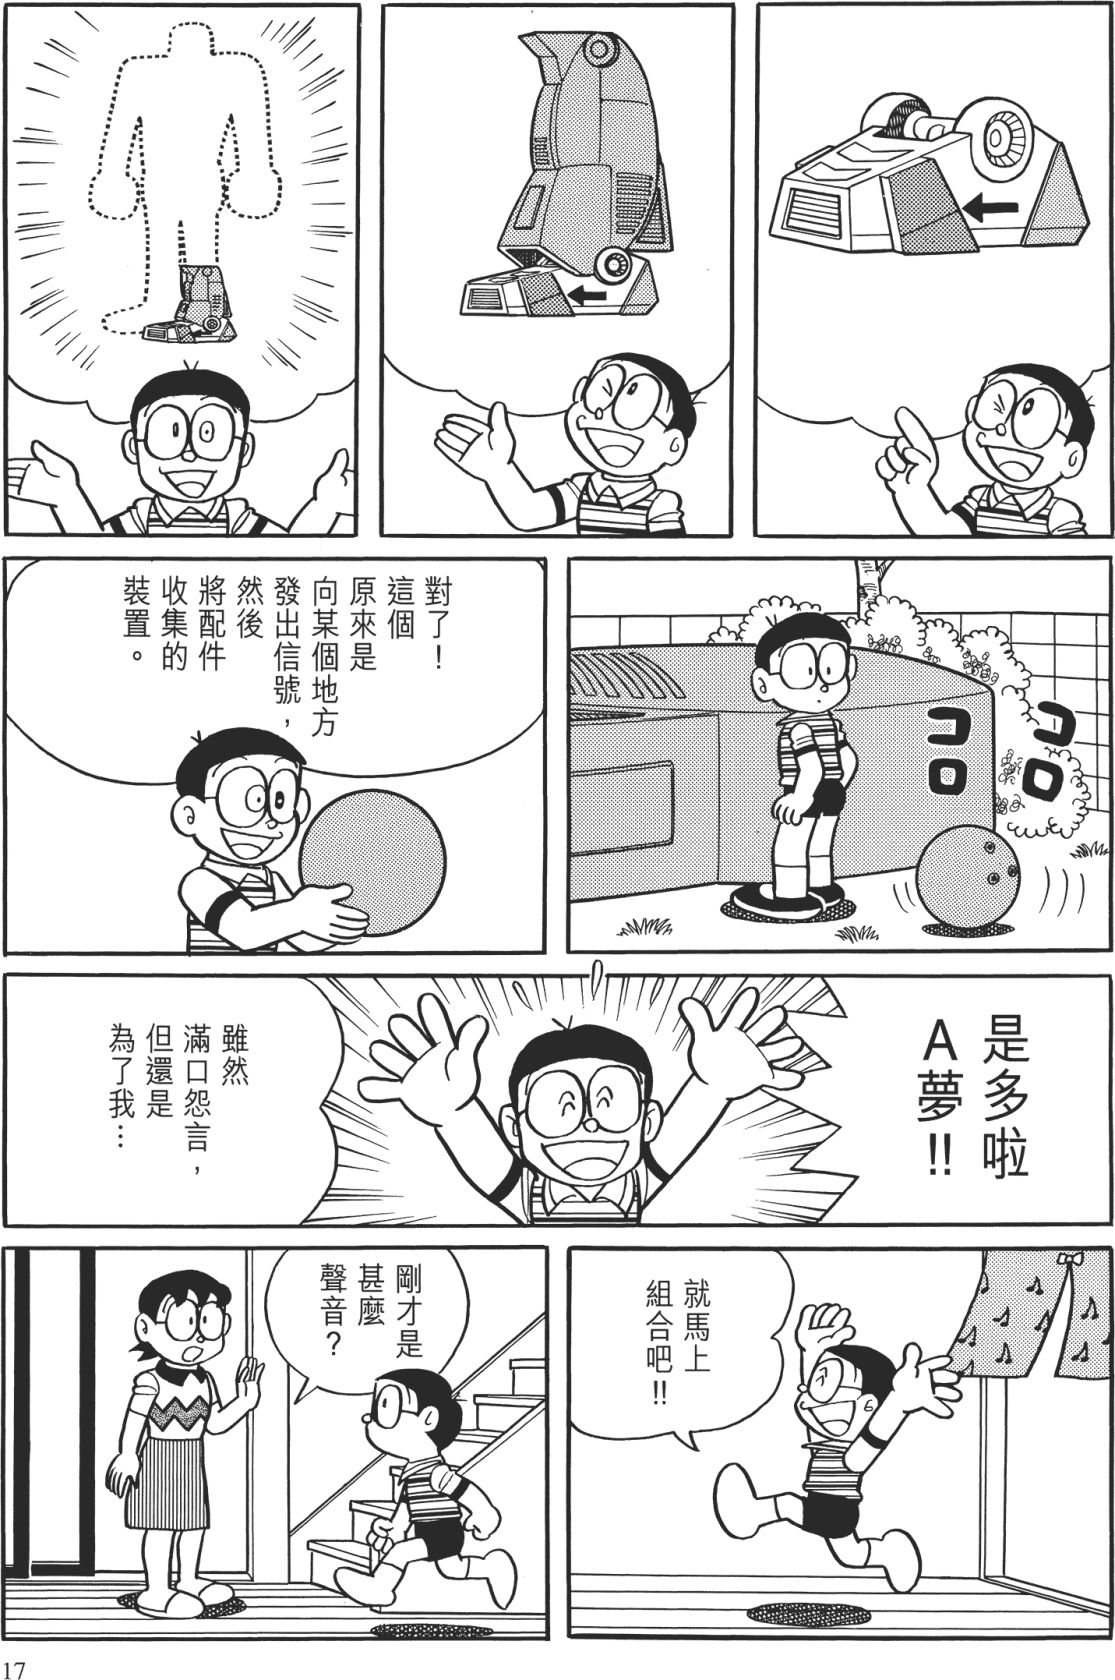 コロ
コロ
對了！
這個
原來是
向某個地方
發出信號，
然後
將配件
收集的
裝置。
是多啦
A夢!!
雖然
滿口怨言，
但還是
為了我…
就馬上
組合吧!!
剛才是
甚麼
聲音？
17